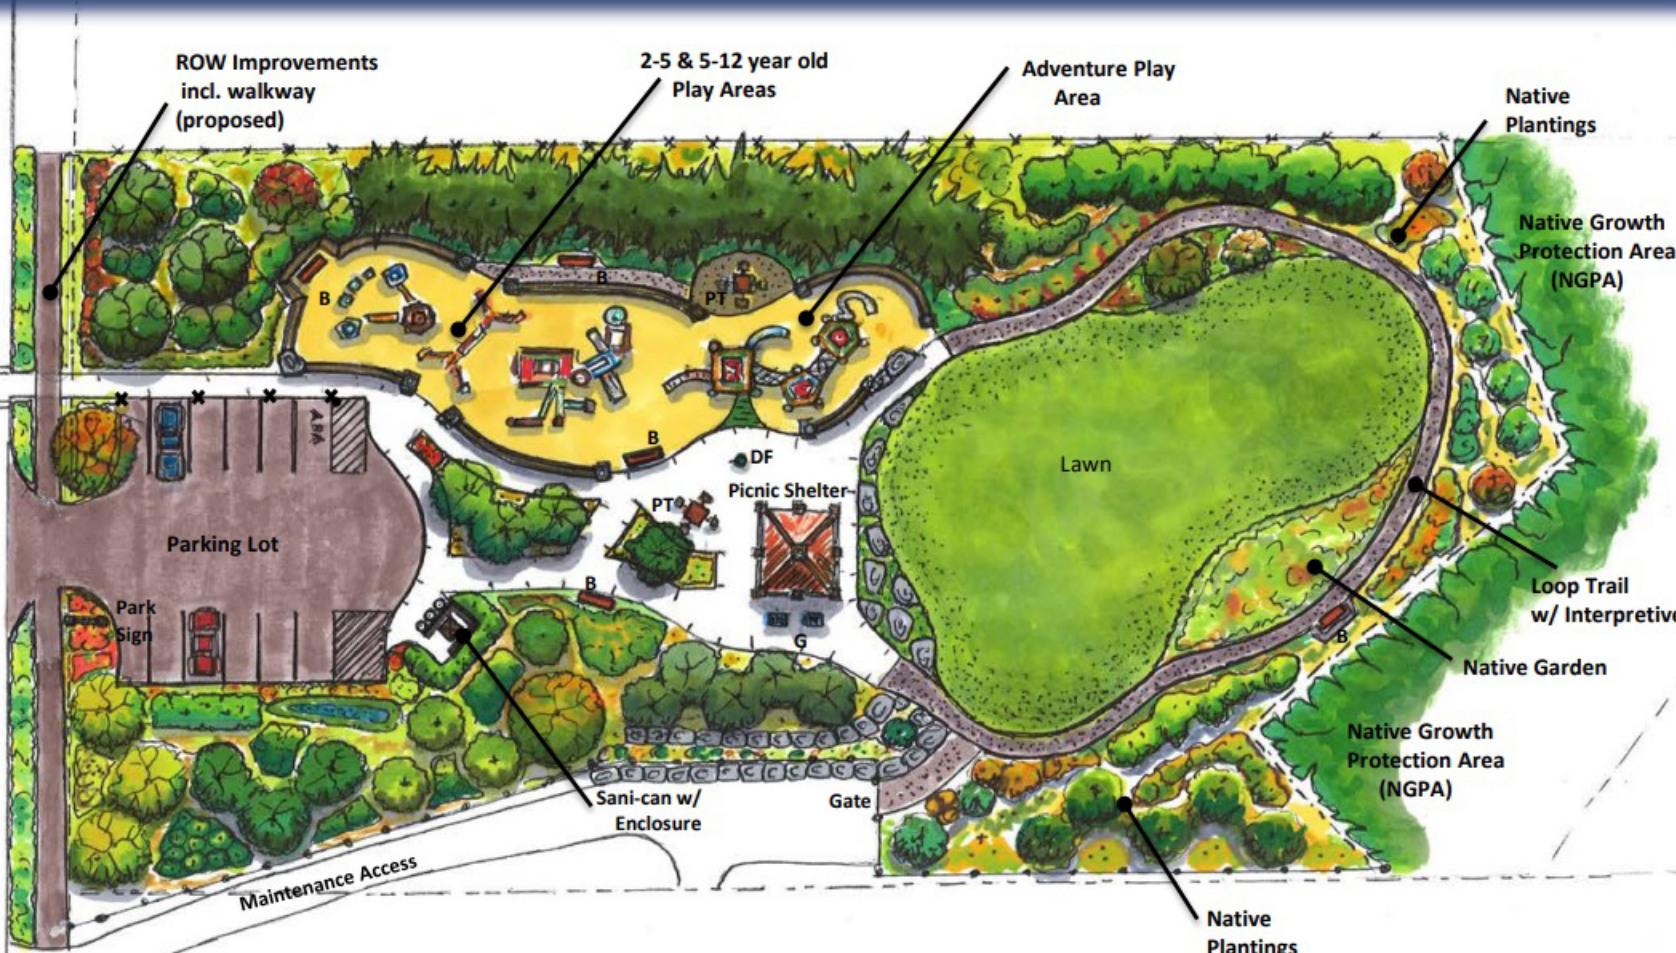 ROW Improvements
incl. walkway
(proposed)
2-5 & 5-12 year old
Play Areas
Adventure Play
Area
Native
Plantings
Native Growth
Protection Area
(NGPA)
B
B
PT
ADA
B
DF
Picnic Shelter
PT
Lawn
Parking Lot
Park
Sign
B
G
B
Loop Trail
w/ Interpretive
Native Garden
Native Growth
Protection Area
(NGPA)
Sani-can w/
Enclosure
Gate
Maintenance Access
Native
Plantings